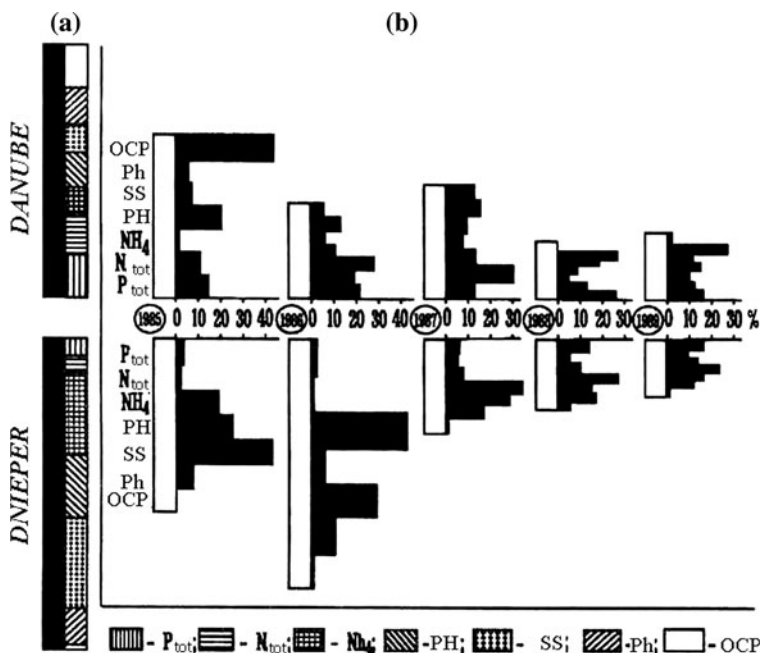 (a) (b)
DANUBE
OCP
Ph
SS
PH
NH4
N tot
P tot
1985 0 10 20 30 40 1986 0 10 20 30 40 1987 0 10 20 30 1988 0 10 20 30 1989 0 10 20 30 %
DNIEPER
P tot
N tot
NH4
PH
SS
Ph
OCP
- P tot; - N tot; - Nh4; -PH; - SS; -Ph; - OCP